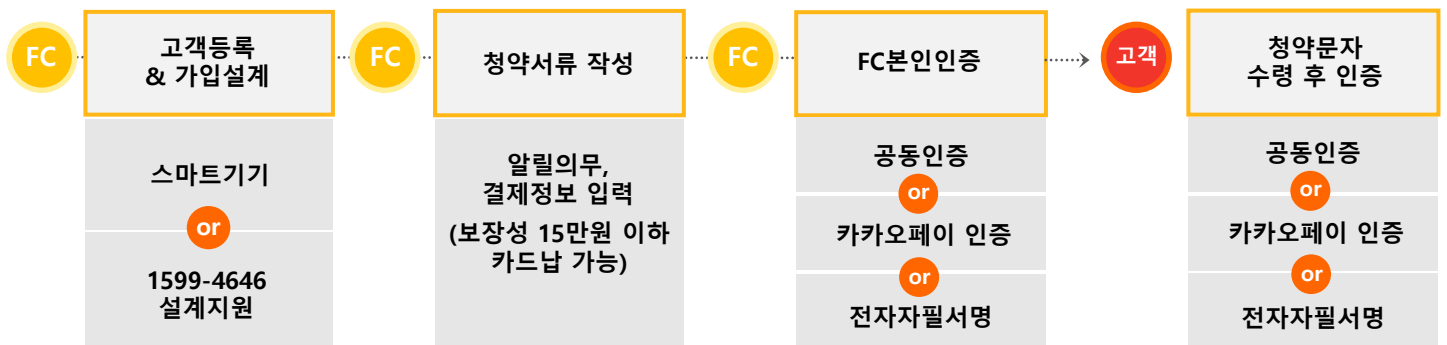 FC
고객등록
& 가입설계
스마트기기
or
1599-4646
설계지원
FC
청약서류 작성
알릴의무,
결제정보 입력
(보장성 15만원 이하
카드납 가능)
FC
FC본인인증
공동인증
or
카카오페이 인증
or
전자자필서명
고객
청약문자
수령 후 인증
공동인증
or
카카오페이 인증
or
전자자필서명